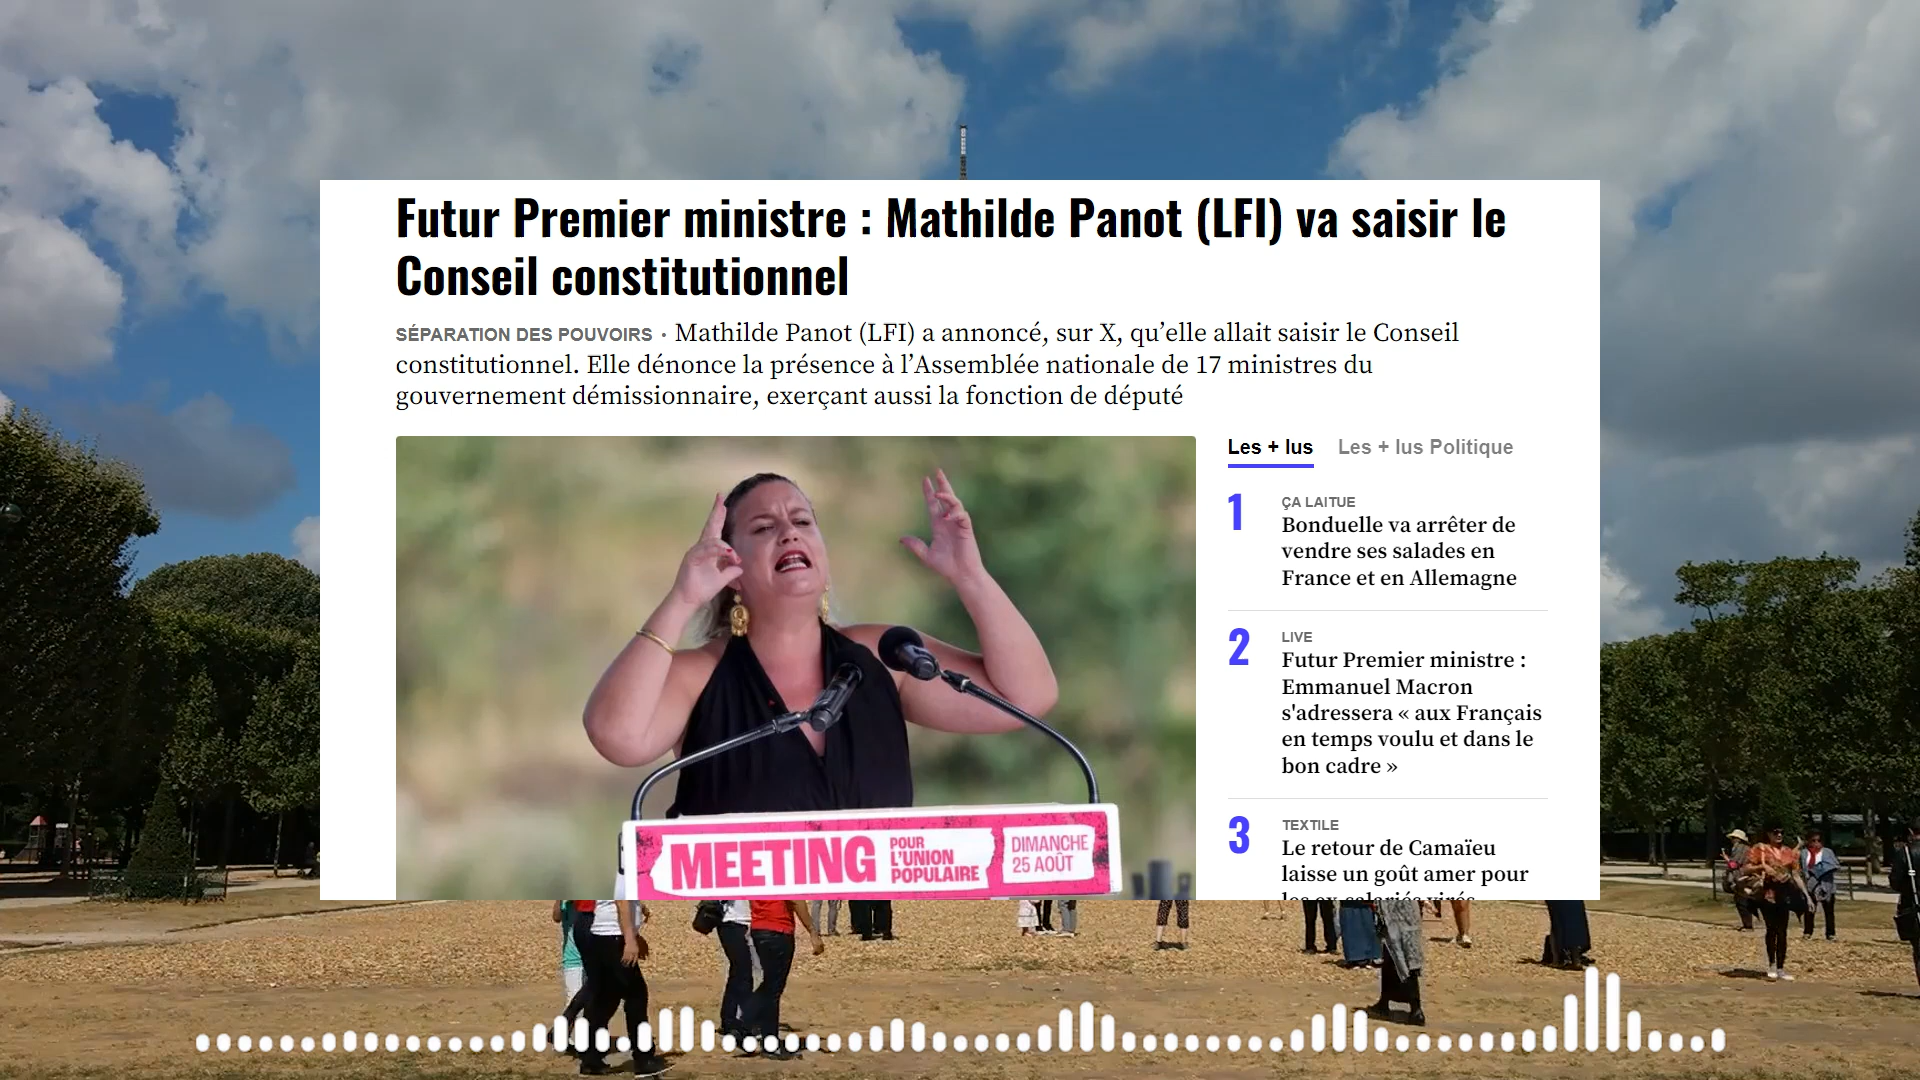 Futur Premier ministre : Mathilde Panot (LFI) va saisir le
Conseil constitutionnel
SÉPARATION DES POUVOIRS • Mathilde Panot (LFI) a annoncé, sur X, qu’elle allait saisir le Conseil
constitutionnel. Elle dénonce la présence à l’Assemblée nationale de 17 ministres du
gouvernement démissionnaire, exerçant aussi la fonction de député
MEETING
POUR
L'UNION
POPULAIRE
DIMANCHE
25 AOÛT
Les + lus
Les + lus Politique
1
ÇA LAITUE
Bonduelle va arrêter de
vendre ses salades en
France et en Allemagne
2
LIVE
Futur Premier ministre :
Emmanuel Macron
s'adressera « aux Français
en temps voulu et dans le
bon cadre »
3
TEXTILE
Le retour de Camaïeu
laisse un goût amer pour
les ex-salariés virés